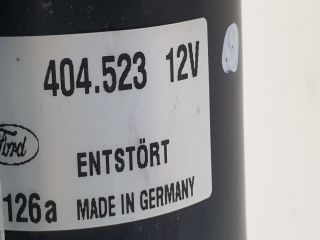 404.523 12V
Ford
ENTSTÖRT
126a MADE IN GERMANY